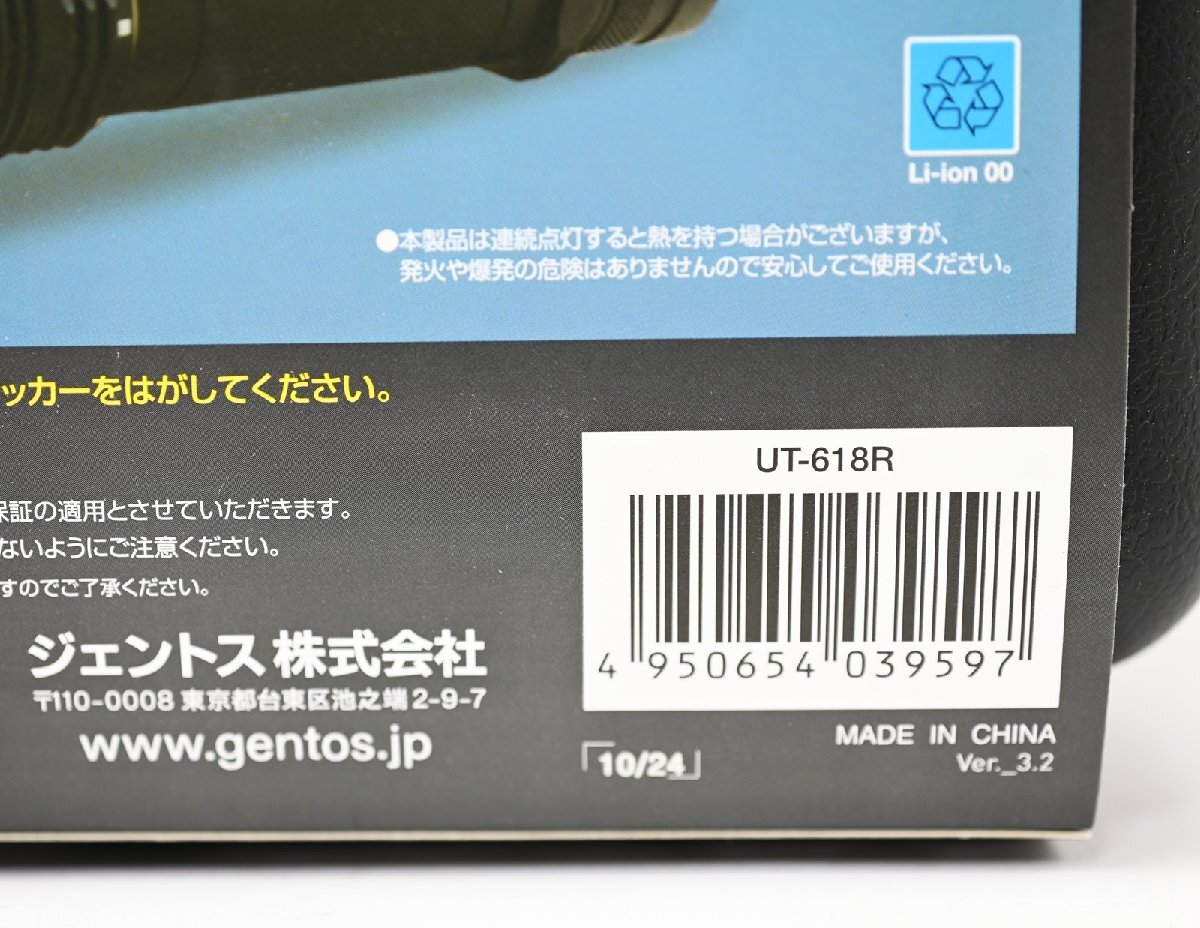 Li-ion 00
●本製品は連続点灯すると熱を持つ場合がございますが、
発火や爆発の危険はありませんので安心してご使用ください。
ッカーをはがしてください。
保証の適用とさせていただきます。
ないようにご注意ください。
すのでご了承ください。
ジェントス株式会社
〒110-0008 東京都台東区池之端2-9-7
www.gentos.jp
UT-618R
4 950654 039597
10/24
MADE IN CHINA
Ver._3.2